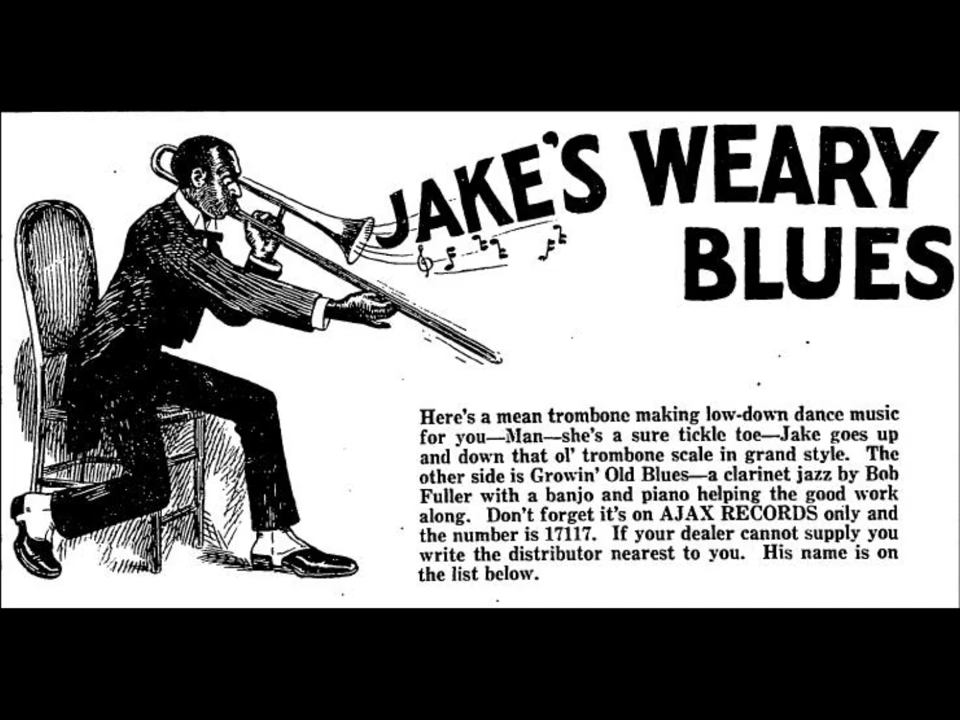 JAKE'S WEARY
BLUES
Here's a mean trombone making low-down dance music
for you—Man—she's a sure tickle toe—Jake goes up
and down that ol' trombone scale in grand style. The
other side is Growin' Old Blues—a clarinet jazz by Bob
Fuller with a banjo and piano helping the good work
along. Don't forget it's on AJAX RECORDS only and
the number is 17117. If your dealer cannot supply you
write the distributor nearest to you. His name is on
the list below.